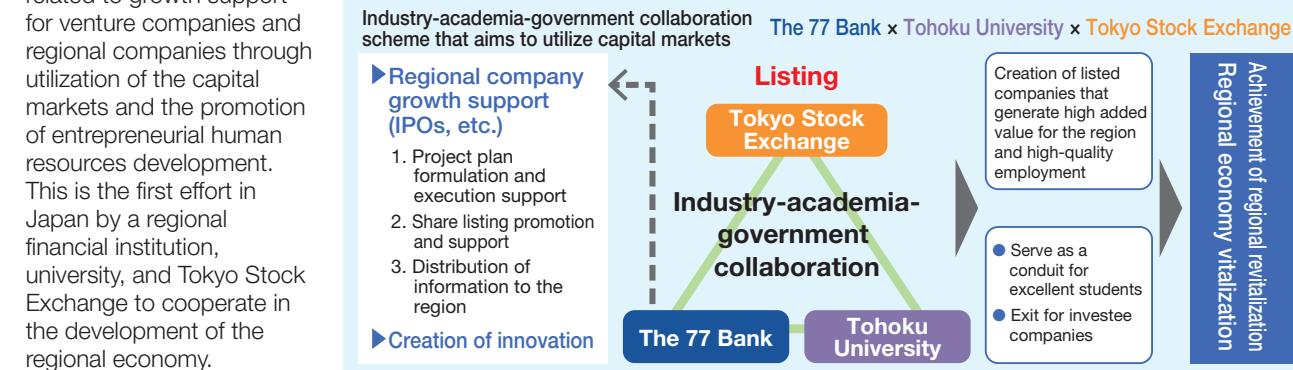 related to growth support
for venture companies and
regional companies through
utilization of the capital
markets and the promotion
of entrepreneurial human
resources development.
This is the first effort in
Japan by a regional
financial institution,
university, and Tokyo Stock
Exchange to cooperate in
the development of the
regional economy.
Industry-academia-government collaboration
scheme that aims to utilize capital markets
The 77 Bank × Tohoku University × Tokyo Stock Exchange
Regional company
growth support
(IPOs, etc.)
1. Project plan
formulation and
execution support
2. Share listing promotion
and support
3. Distribution of
information to the
region
Creation of innovation
Listing
Tokyo Stock
Exchange
Industry-academia-
government
collaboration
The 77 Bank
Tohoku
University
Creation of listed
companies that
generate high added
value for the region
and high-quality
employment
● Serve as a
conduit for
excellent students
● Exit for investee
companies
Achievement of regional revitalization
Regional economy vitalization